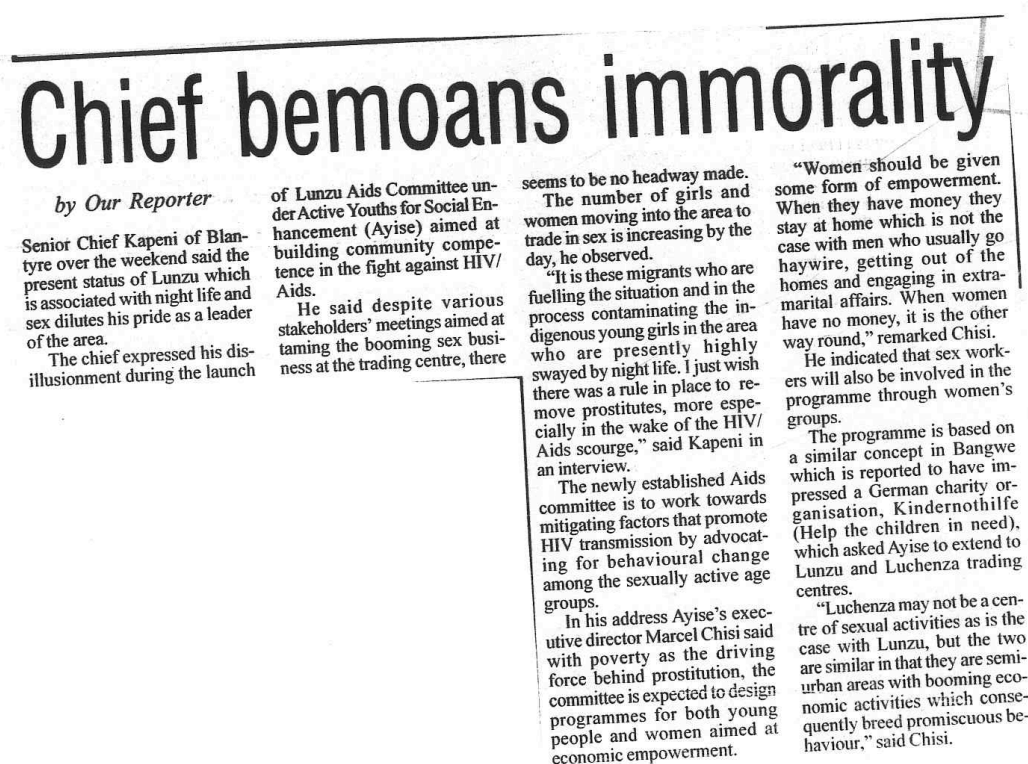 Chief bemoans immorality
by Our Reporter
Senior Chief Kapeni of Blan-
tyre over the weekend said the
present status of Lunzu which
is associated with night life and
sex dilutes his pride as a leader
of the area.
The chief expressed his dis-
illusionment during the launch
of Lunzu Aids Committee un-
der Active Youths for Social En-
hancement (Ayise) aimed at
building community compe-
tence in the fight against HIV/
Aids.
He said despite various
stakeholders' meetings aimed at
taming the booming sex busi-
ness at the trading centre, there
seems to be no headway made.
The number of girls and
women moving into the area to
trade in sex is increasing by the
day, he observed.
"It is these migrants who are
fuelling the situation and in the
process contaminating the in-
digenous young girls in the area
who are presently highly
swayed by night life. I just wish
there was a rule in place to re-
move prostitutes, more espe-
cially in the wake of the HIV/
Aids scourge," said Kapeni in
an interview.
The newly established Aids
committee is to work towards
mitigating factors that promote
HIV transmission by advocat-
ing for behavioural change
among the sexually active age
groups.
In his address Ayise's exec-
utive director Marcel Chisi said
with poverty as the driving
force behind prostitution, the
committee is expected to design
programmes for both young
people and women aimed at
economic empowerment.
"Women should be given
some form of empowerment.
When they have money they
stay at home which is not the
case with men who usually go
haywire, getting out of the
homes and engaging in extra-
marital affairs. When women
have no money, it is the other
way round," remarked Chisi.
He indicated that sex work-
ers will also be involved in the
programme through women's
groups.
The programme is based on
a similar concept in Bangwe
which is reported to have im-
pressed a German charity or-
ganisation, Kindernothilfe
(Help the children in need),
which asked Ayise to extend to
Lunzu and Luchenza trading
centres.
"Luchenza may not be a cen-
tre of sexual activities as is the
case with Lunzu, but the two
are similar in that they are semi-
urban areas with booming eco-
nomic activities which conse-
quently breed promiscuous be-
haviour," said Chisi.